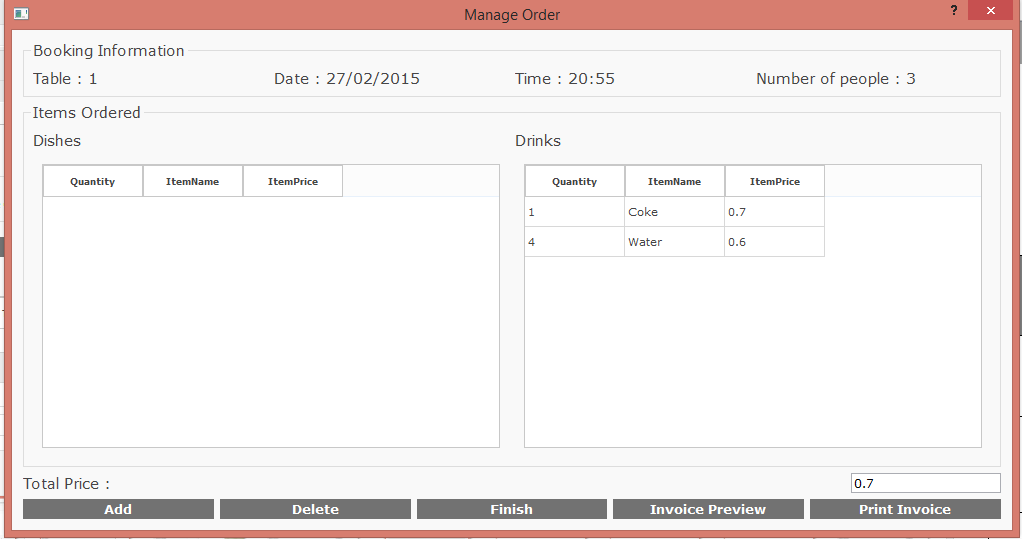 Manage Order
?
Booking Information
Table : 1 Date : 27/02/2015 Time : 20:55 Number of people : 3
Items Ordered
Dishes Drinks
Quantity ItemName ItemPrice Quantity ItemName ItemPrice
1 Coke 0.7
4 Water 0.6
Total Price : 0.7
Add Delete Finish Invoice Preview Print Invoice